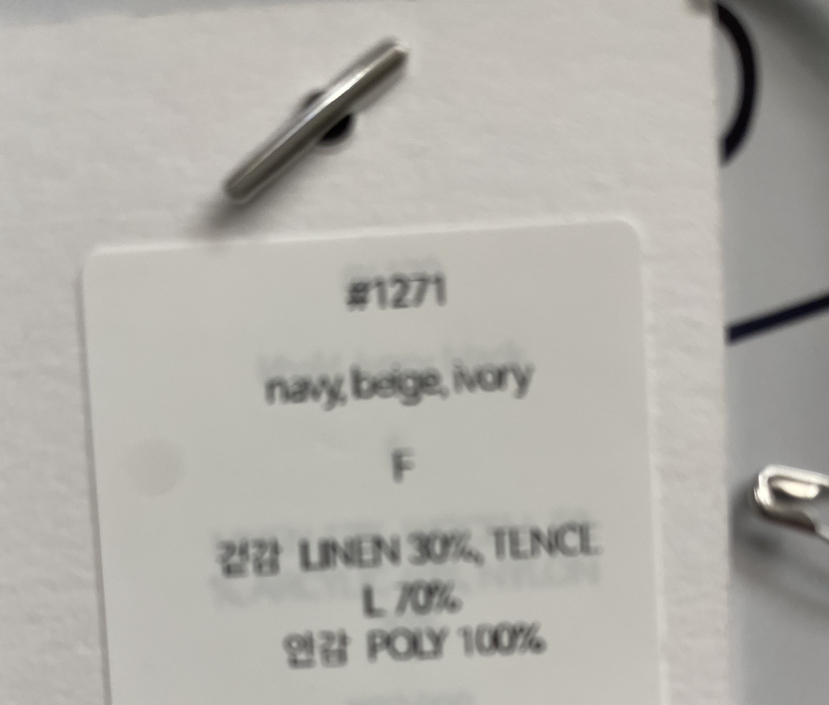 #1271
navy, beige, ivory
F
겉감 LINEN 30%, TENCE
L 70%
안감 POLY 100%